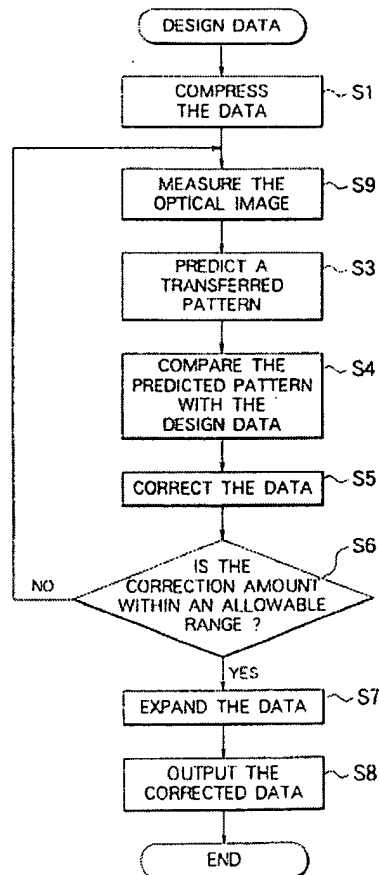 DESIGN DATA
COMPRESS
THE DATA
S1
MEASURE THE
OPTICAL IMAGE
S9
PREDICT A
TRANSFERRED
PATTERN
S3
COMPARE THE
PREDICTED PATTERN
WITH THE
DESIGN DATA
S4
CORRECT THE DATA
S5
IS THE
CORRECTION AMOUNT
WITHIN AN ALLOWABLE
RANGE ?
S6
NO
YES
EXPAND THE DATA
S7
OUTPUT THE
CORRECTED DATA
S8
END